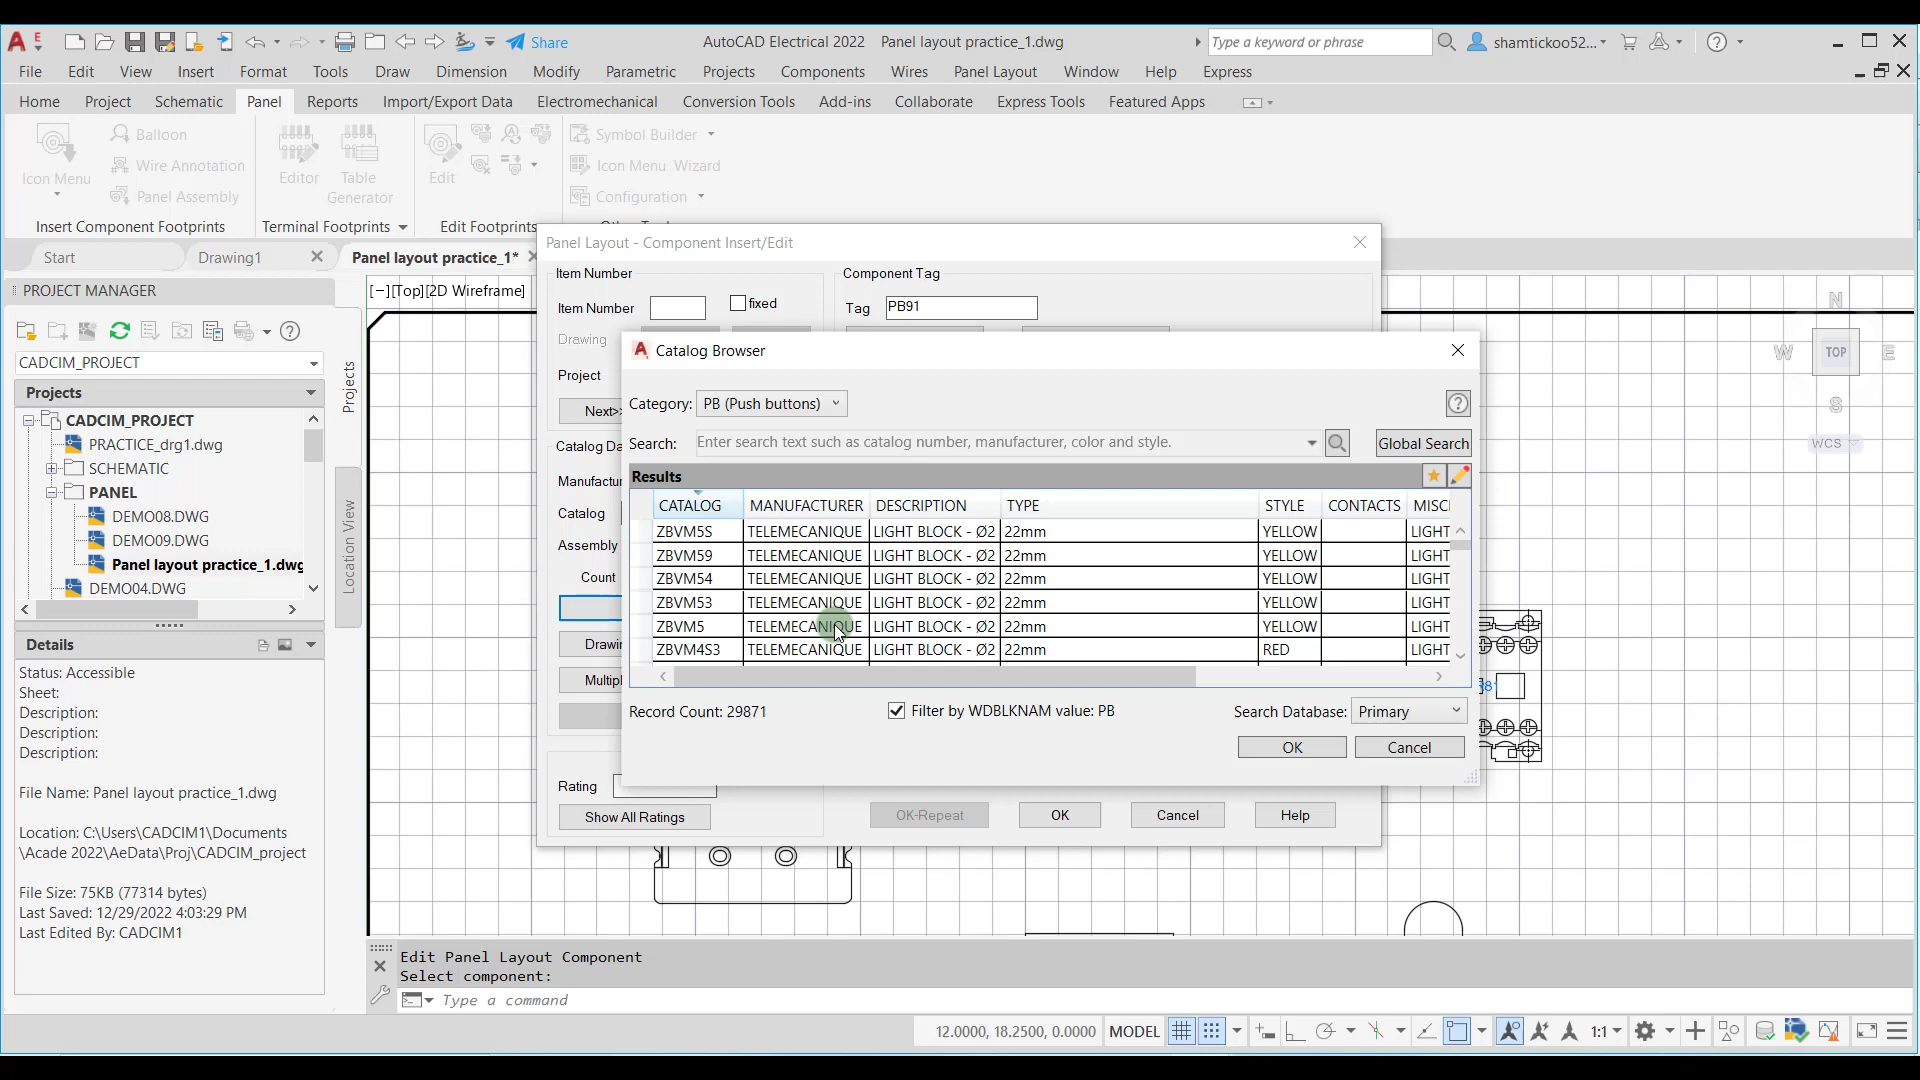 Share
AutoCAD Electrical 2022 Panel layout practice_1.dwg
Type a keyword or phrase
shamtickoo52...
File Edit View Insert Format Tools Draw Dimension Modify Parametric Projects Components Wires Panel Layout Window Help Express
Home Project Schematic Panel Reports Import/Export Data Electromechanical Conversion Tools Add-ins Collaborate Express Tools Featured Apps
Icon Menu
Balloon
Wire Annotation
Panel Assembly
Insert Component Footprints
Editor
Table Generator
Terminal Footprints
Edit
Edit Footprints
Symbol Builder
Icon Menu Wizard
Configuration
Start Drawing1 Panel layout practice_1*
PROJECT MANAGER
CADCIM_PROJECT
Projects
CADCIM_PROJECT
PRACTICE_drg1.dwg
SCHEMATIC
PANEL
DEMO08.DWG
DEMO09.DWG
Panel layout practice_1.dwg
DEMO04.DWG
Projects
Location View
Details
Status: Accessible
Sheet:
Description:
Description:
Description:
File Name: Panel layout practice_1.dwg
Location: C:\Users\CADCIM1\Documents
\Acade 2022\AeData\Proj\CADCIM_project
File Size: 75KB (77314 bytes)
Last Saved: 12/29/2022 4:03:29 PM
Last Edited By: CADCIM1
[−][Top][2D Wireframe]
N
W TOP E
S
WCS
Panel Layout - Component Insert/Edit
Item Number
Item Number
fixed
Drawing
Project
Next>>
Component Tag
Tag PB91
Catalog Da
Manufactu
Catalog
Assembly
Count
Drawin
Multipl
Rating
Show All Ratings
OK-Repeat OK Cancel Help
Catalog Browser
Category: PB (Push buttons)
Search: Enter search text such as catalog number, manufacturer, color and style.
Global Search
Results
CATALOG MANUFACTURER DESCRIPTION TYPE STYLE CONTACTS MISCI
ZBVM5S TELEMECANIQUE LIGHT BLOCK - Ø2 22mm YELLOW LIGHT
ZBVM59 TELEMECANIQUE LIGHT BLOCK - Ø2 22mm YELLOW LIGHT
ZBVM54 TELEMECANIQUE LIGHT BLOCK - Ø2 22mm YELLOW LIGHT
ZBVM53 TELEMECANIQUE LIGHT BLOCK - Ø2 22mm YELLOW LIGHT
ZBVM5 TELEMECANIQUE LIGHT BLOCK - Ø2 22mm YELLOW LIGHT
ZBVM4S3 TELEMECANIQUE LIGHT BLOCK - Ø2 22mm RED LIGHT
Record Count: 29871
Filter by WDBLKNAM value: PB
Search Database: Primary
OK Cancel
Edit Panel Layout Component
Select component:
Type a command
12.0000, 18.2500, 0.0000 MODEL
1:1